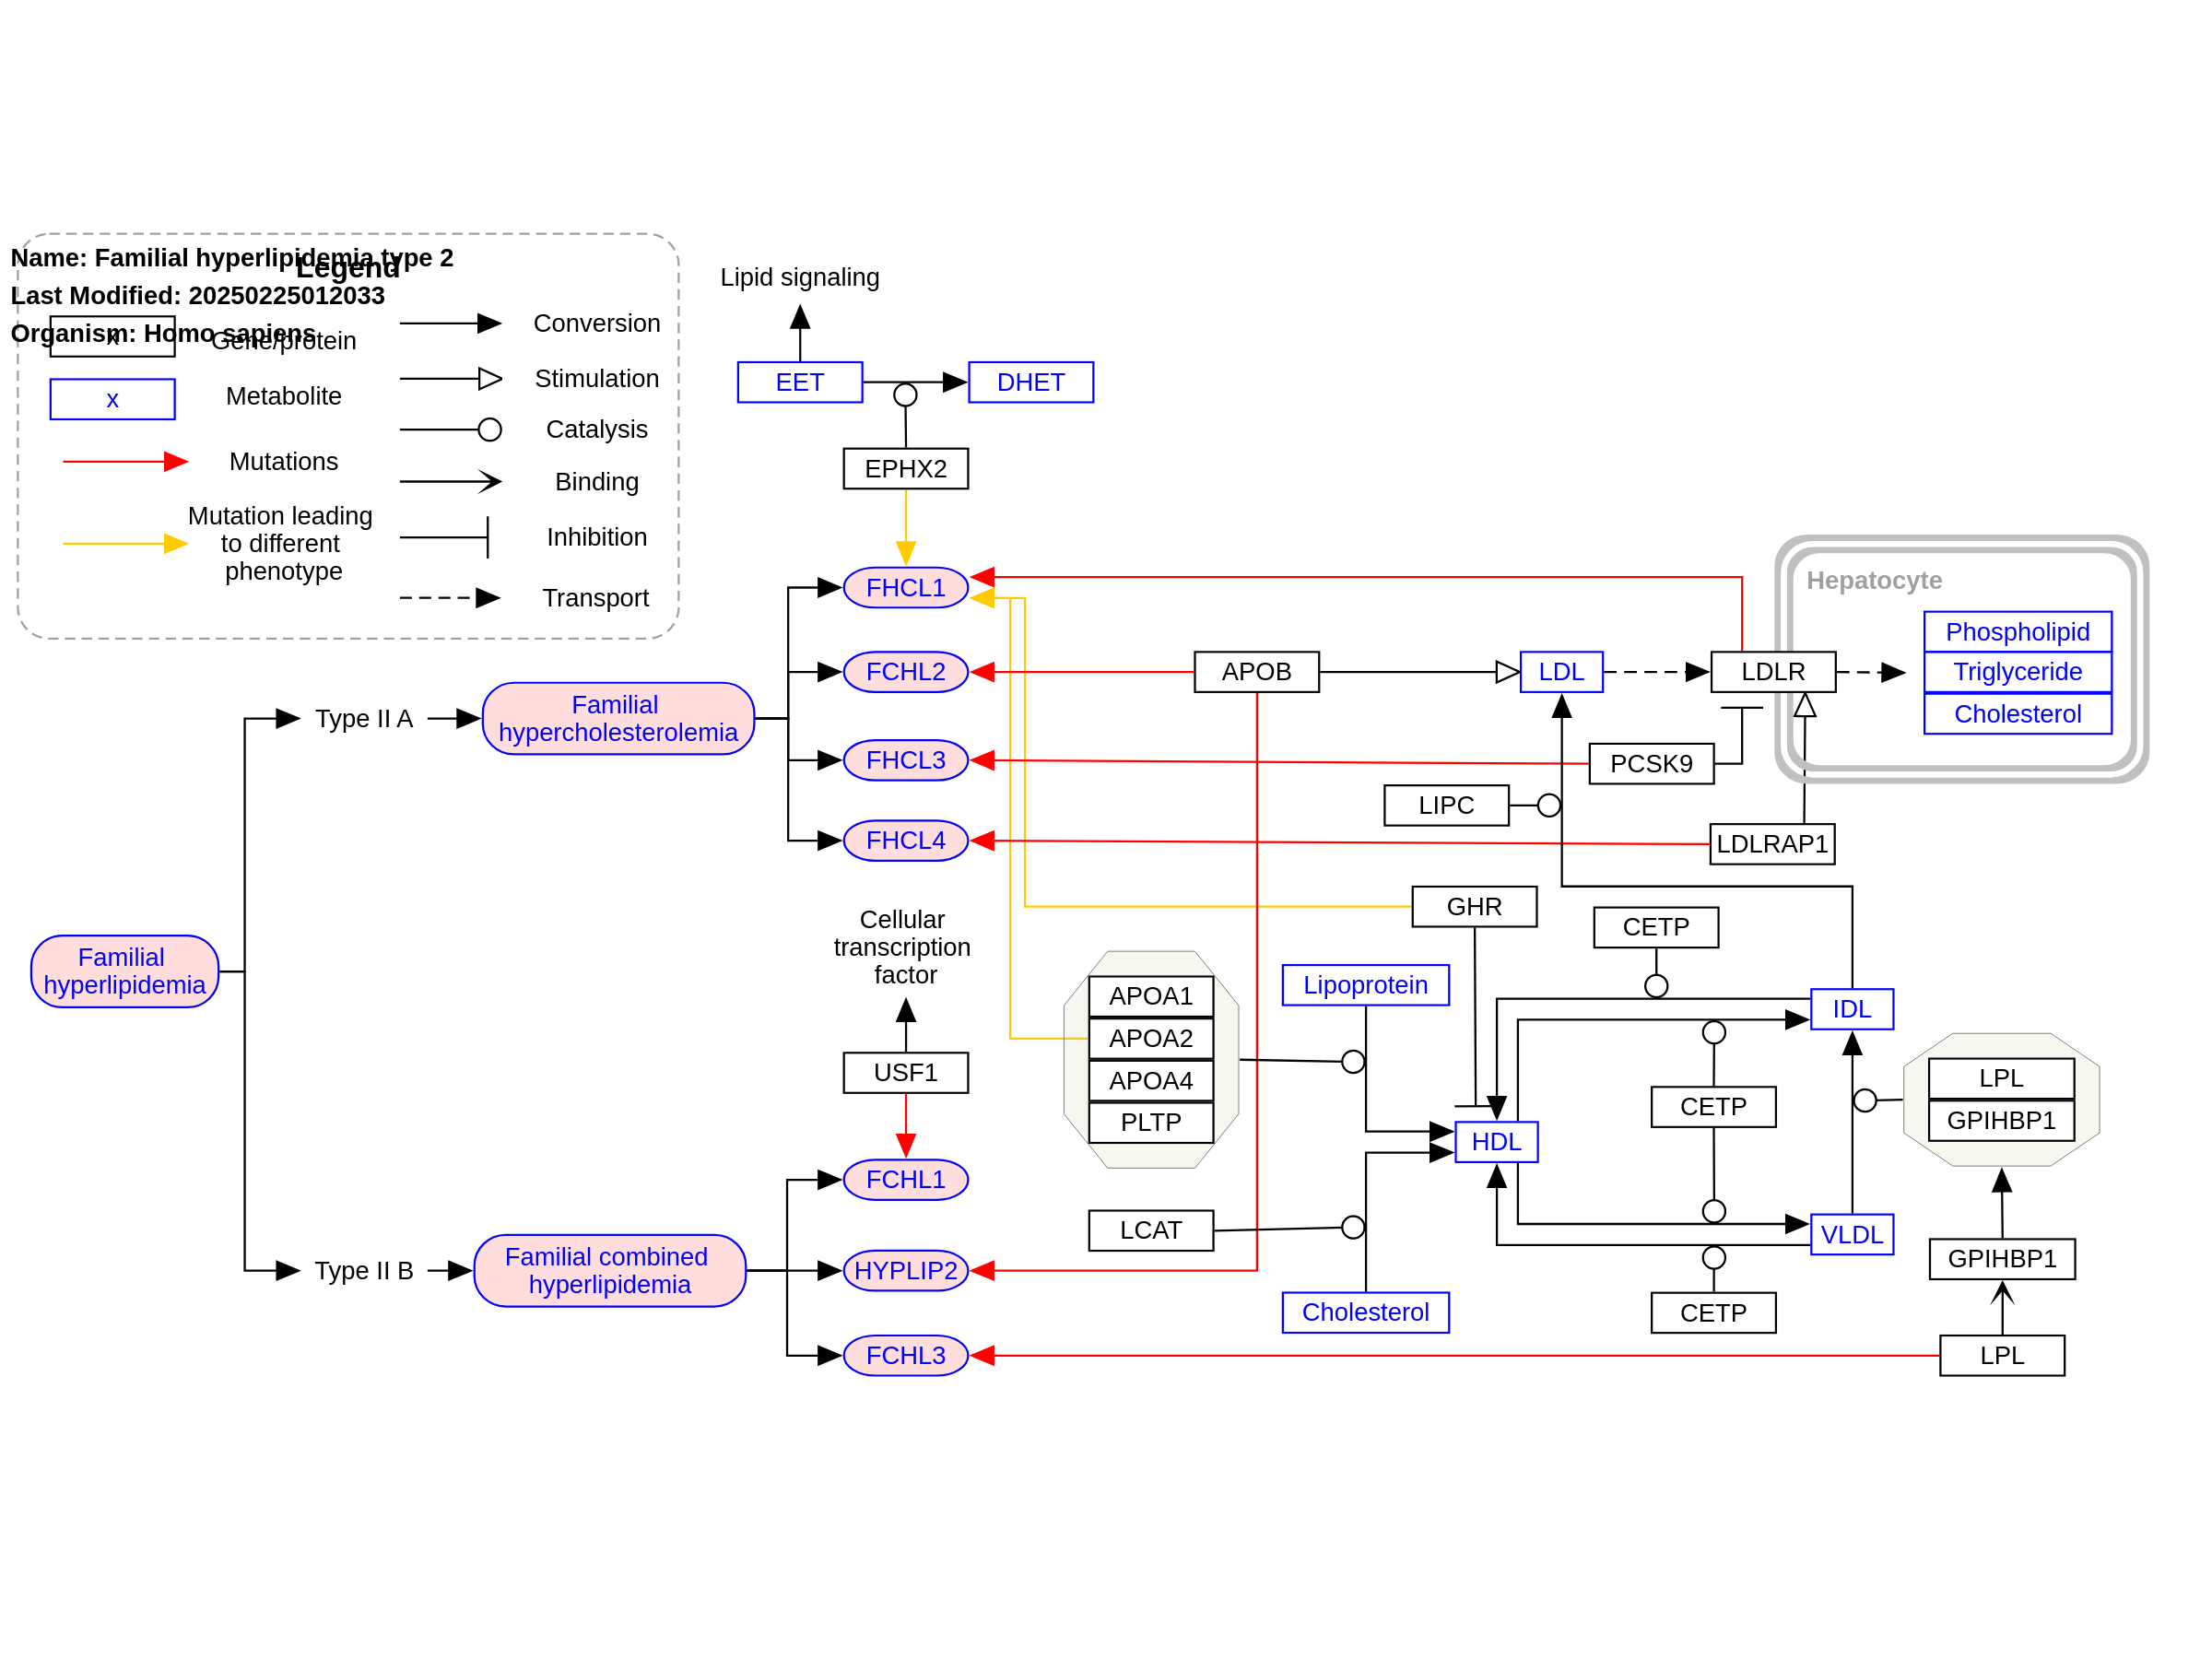 Name: Familial hyperlipidemia type 2
Legend
Last Modified: 20250225012033
Organism: Homo sapiens
x
Gene/protein
x
Metabolite
Mutations
Mutation leading
to different
phenotype
Conversion
Stimulation
Catalysis
Binding
Inhibition
Transport
Lipid signaling
EET
DHET
EPHX2
FHCL1
FCHL2
FHCL3
FHCL4
Familial
hyperlipidemia
Type II A
Familial
hypercholesterolemia
Type II B
Familial combined
hyperlipidemia
Cellular
transcription
factor
USF1
FCHL1
HYPLIP2
FCHL3
APOB
LDL
LDLR
Hepatocyte
Phospholipid
Triglyceride
Cholesterol
PCSK9
LIPC
LDLRAP1
GHR
CETP
APOA1
APOA2
APOA4
PLTP
Lipoprotein
IDL
LPL
GPIHBP1
CETP
HDL
LCAT
VLDL
GPIHBP1
Cholesterol
CETP
LPL